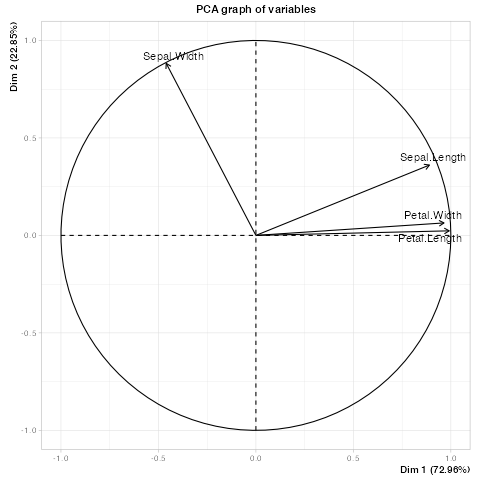 PCA graph of variables
Dim 2 (22.85%)
1.0
0.5
0.0
-0.5
-1.0
Sepal.Width
Sepal.Length
Petal.Width
Petal.Length
-1.0
-0.5
0.0
0.5
1.0
Dim 1 (72.96%)